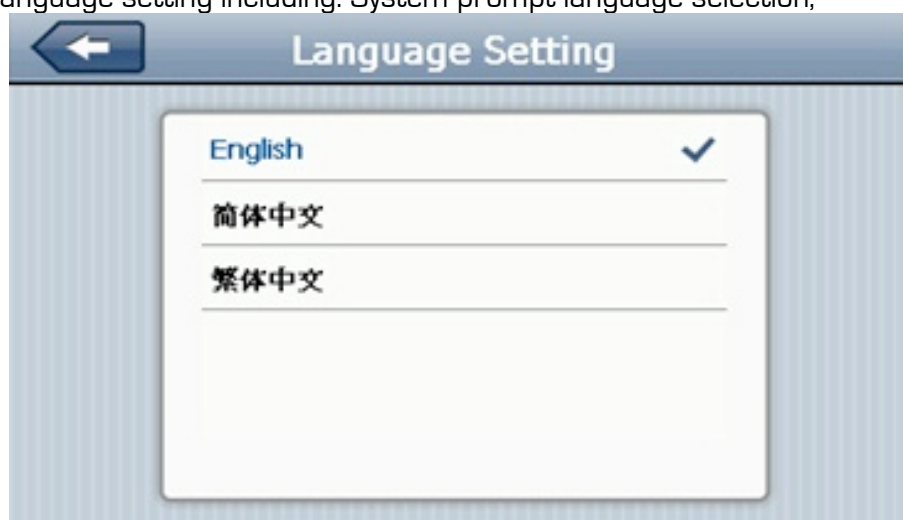 anguage setting including: System prompt language selection;
Language Setting
English
简体中文
繁体中文